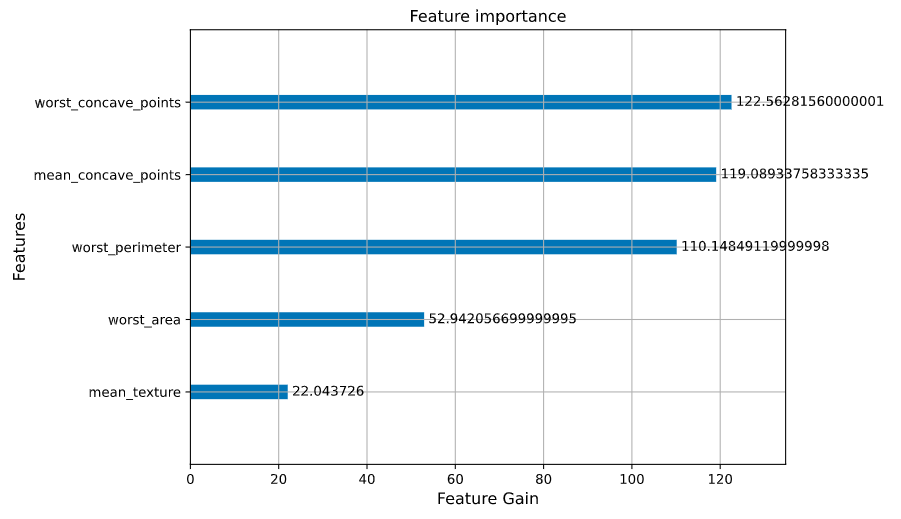 Feature importance
worst_concave_points 122.56281560000001
mean_concave_points 119.08933758333335
worst_perimeter 110.14849119999998
worst_area 52.942056699999995
mean_texture 22.043726
Features
0 20 40 60 80 100 120
Feature Gain